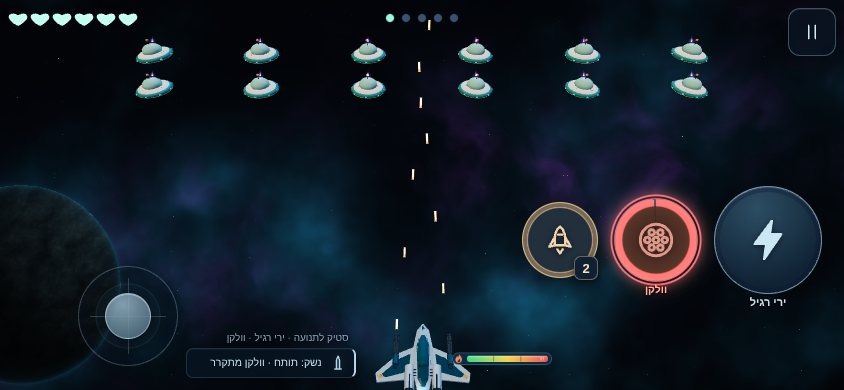 2
וולקן
ירי רגיל
סטיק לתנועה · ירי רגיל · וולקן
נשק: תותח · וולקן מתקרר